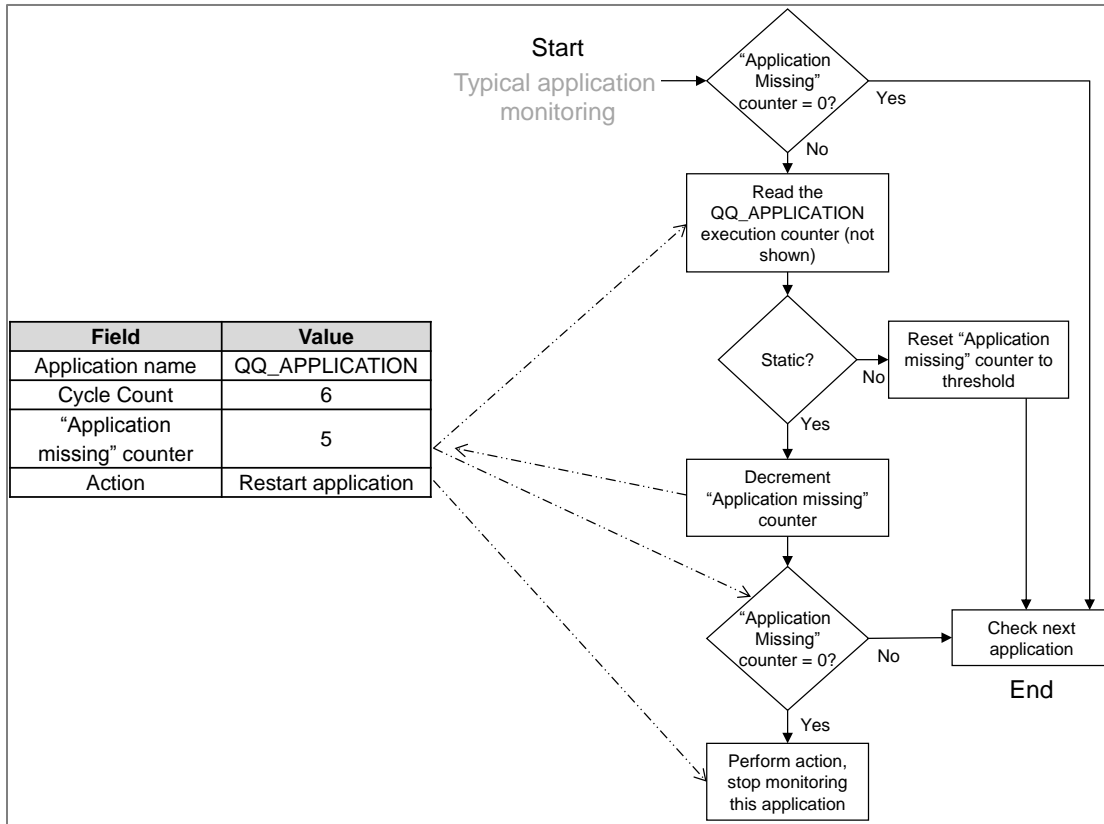 Start
Typical application
monitoring
“Application
Missing”
counter = 0?
Yes
No
Read the
QQ_APPLICATION
execution counter (not
shown)
Static?
No
Reset “Application
missing” counter to
threshold
Yes
Field Value
Application name QQ_APPLICATION
Cycle Count 6
“Application
missing” counter 5
Action Restart application
Decrement
“Application missing”
counter
“Application
Missing”
counter = 0?
No
Check next
application
End
Yes
Perform action,
stop monitoring
this application